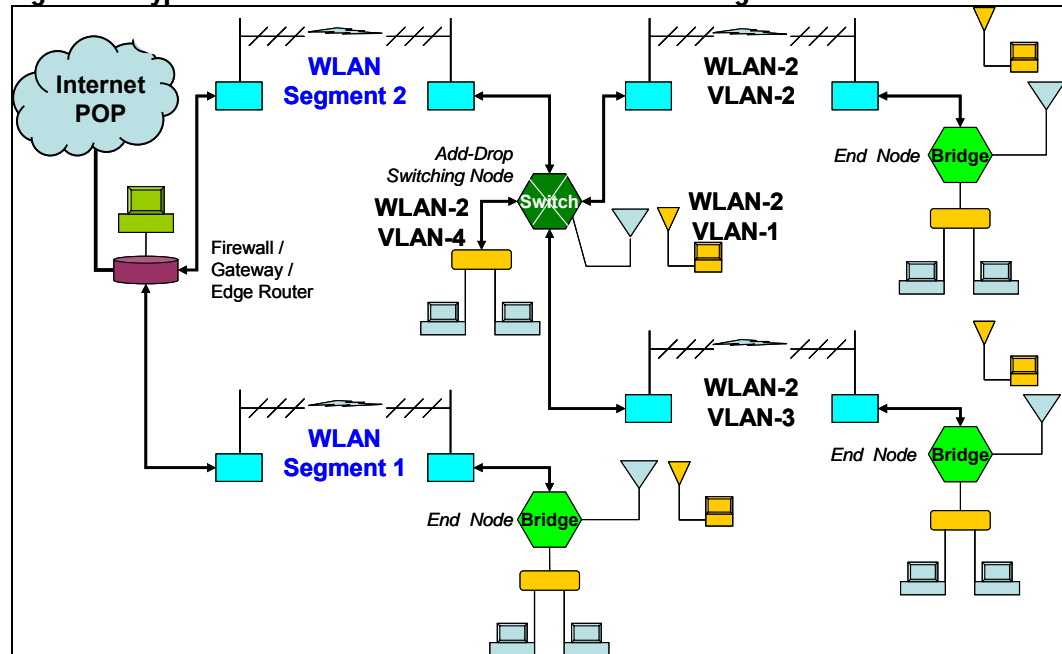 Internet
POP
WLAN
Segment 2
WLAN-2
VLAN-2
Add-Drop
Switching Node
Switch
End Node
Bridge
WLAN-2
VLAN-4
WLAN-2
VLAN-1
Firewall /
Gateway /
Edge Router
WLAN
Segment 1
WLAN-2
VLAN-3
End Node
Bridge
End Node
Bridge